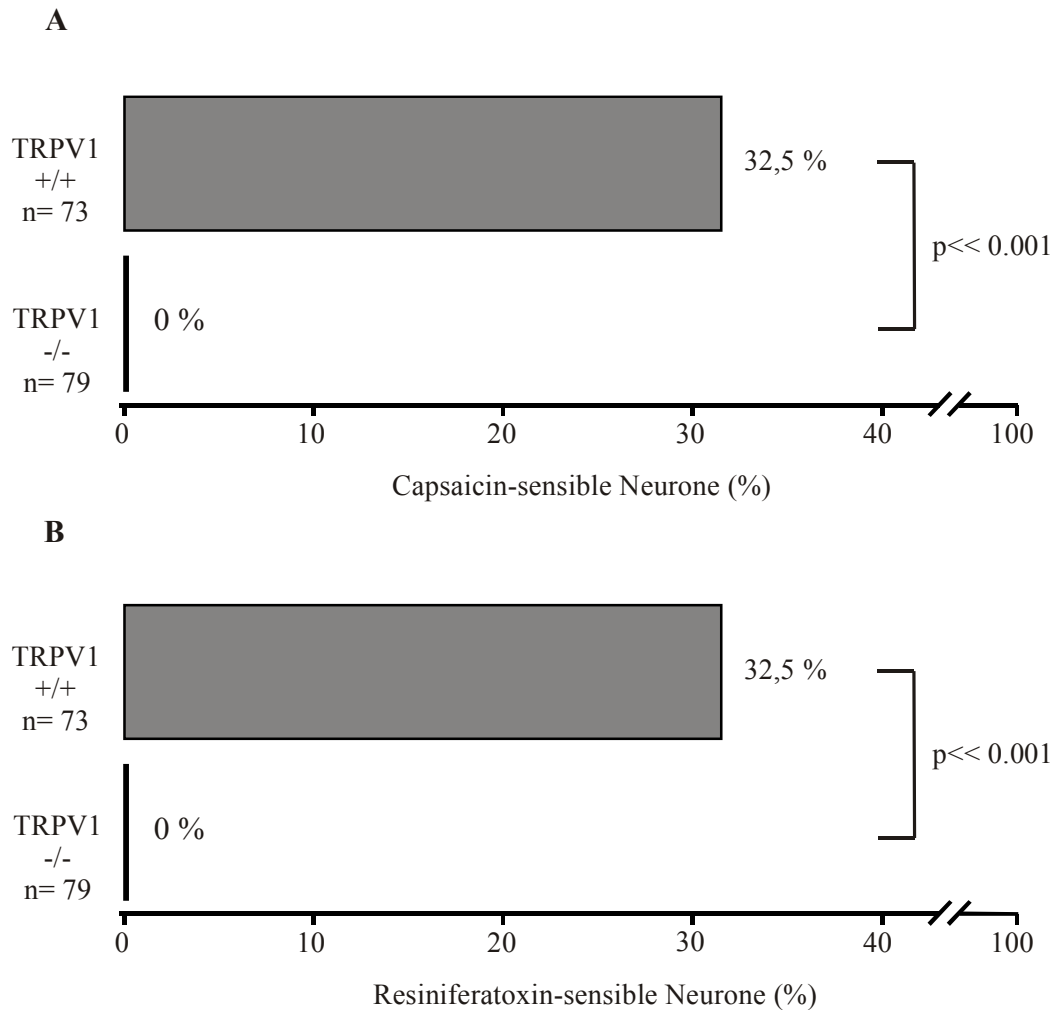 A
TRPV1
+/+
n= 73
32,5 %
p<< 0.001
TRPV1
-/-
n= 79
0 %
0 10 20 30 40 100
Capsaicin-sensible Neurone (%)
B
TRPV1
+/+
n= 73
32,5 %
p<< 0.001
TRPV1
-/-
n= 79
0 %
0 10 20 30 40 100
Resiniferatoxin-sensible Neurone (%)